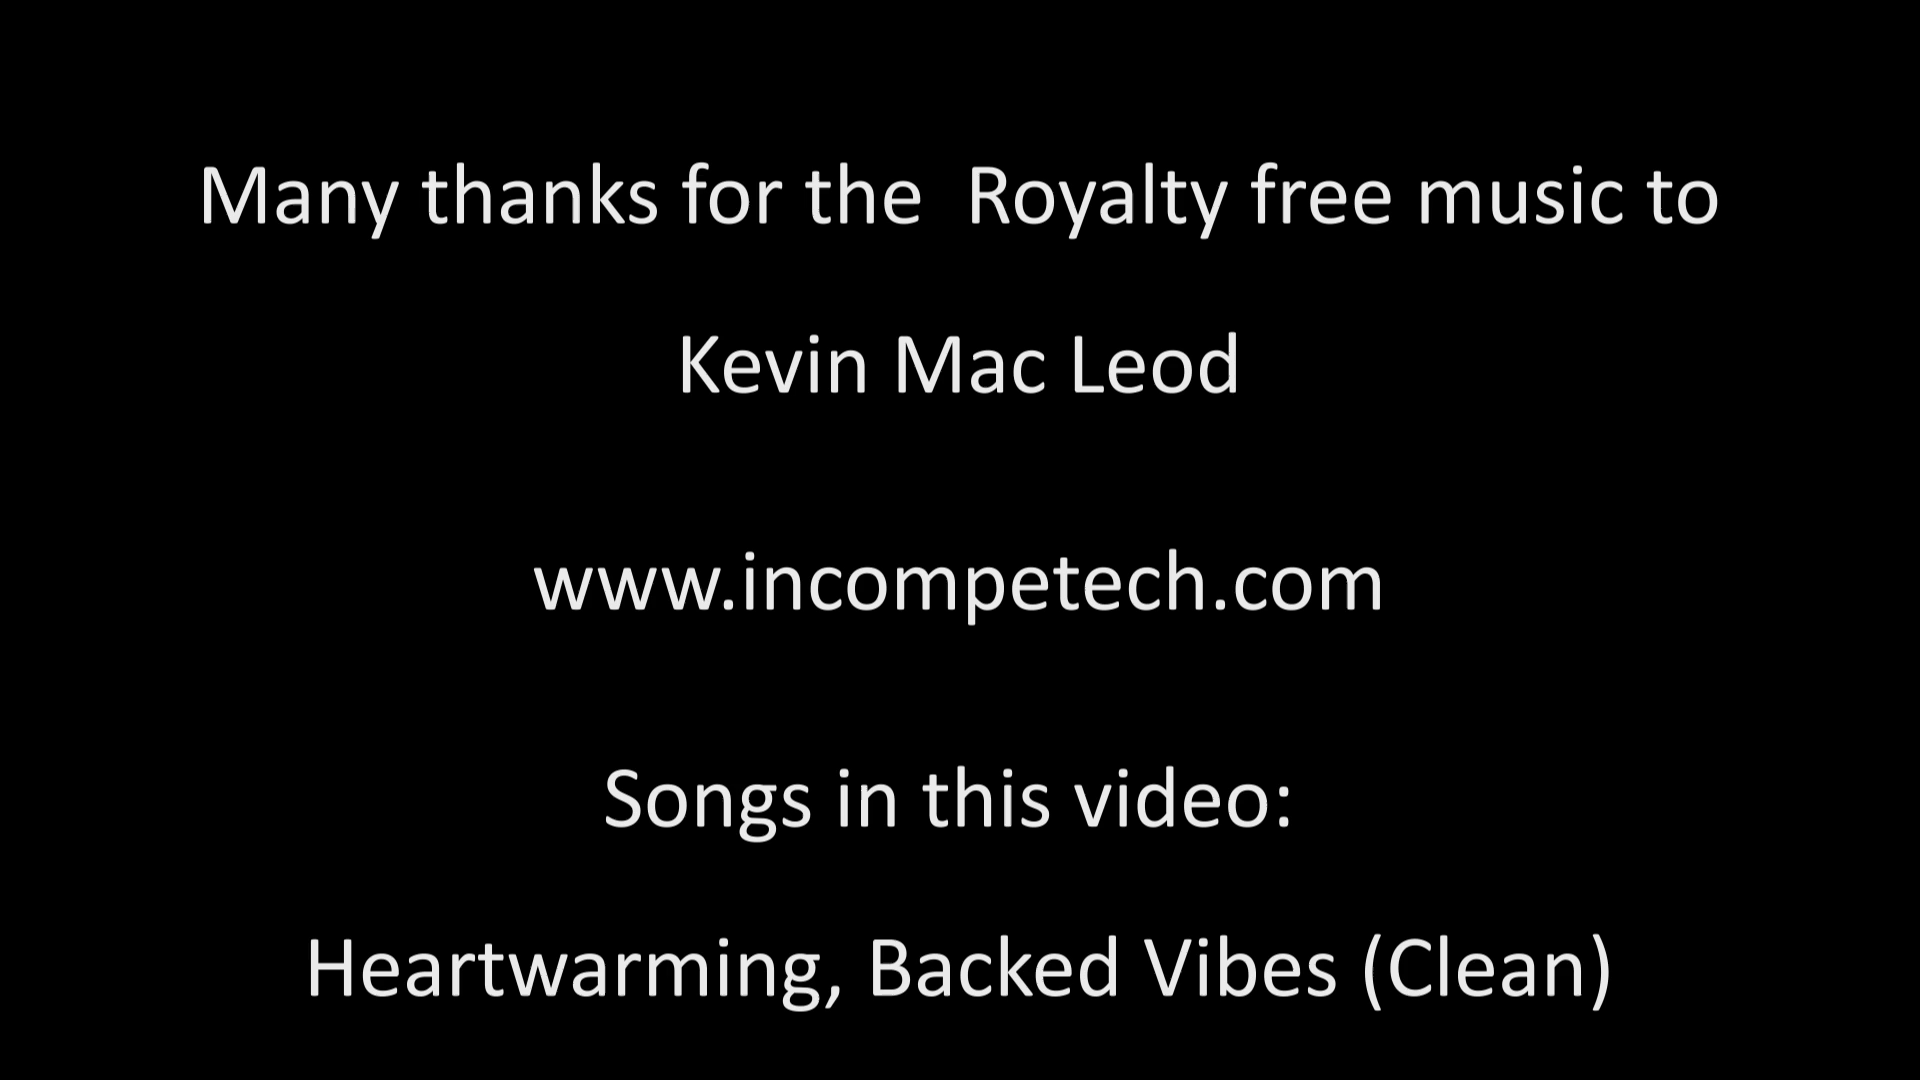 Many thanks for the  Royalty free music to
Kevin Mac Leod
www.incompetech.com
Songs in this video:
Heartwarming, Backed Vibes (Clean)